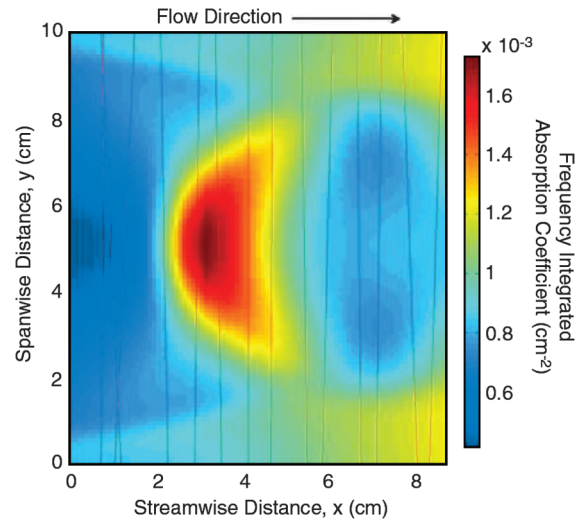 Flow Direction
10
8
6
4
2
0
Spanwise Distance, y (cm)
0 2 4 6 8
Streamwise Distance, x (cm)
x 10-3
1.6
1.4
1.2
1
0.8
0.6
Frequency Integrated
Absorption Coefficient (cm-2)